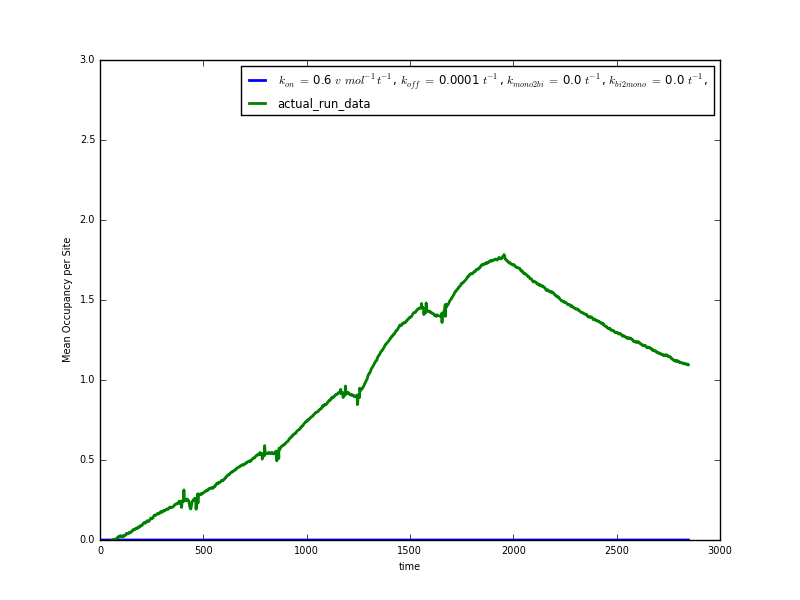 3.0
k_on = 0.6 v mol⁻¹t⁻¹, k_off = 0.0001 t⁻¹, k_mono2bi = 0.0 t⁻¹, k_bi2mono = 0.0 t⁻¹,
actual_run_data
2.5
2.0
Mean Occupancy per Site
1.5
1.0
0.5
0.0
0 500 1000 1500 2000 2500 3000
time